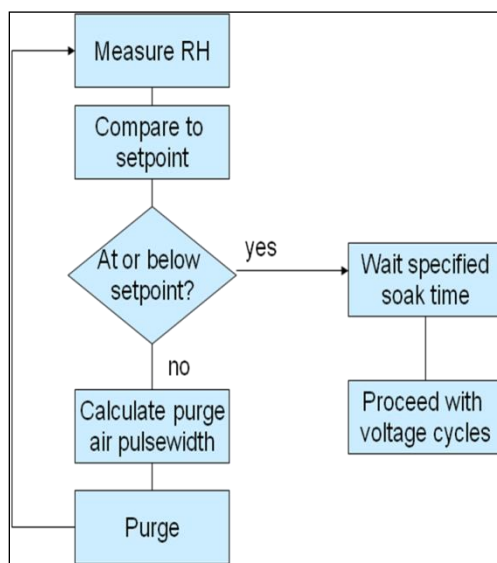 Measure RH
Compare to
setpoint
At or below
setpoint?
yes
Wait specified
soak time
no
Calculate purge
air pulsewidth
Proceed with
voltage cycles
Purge